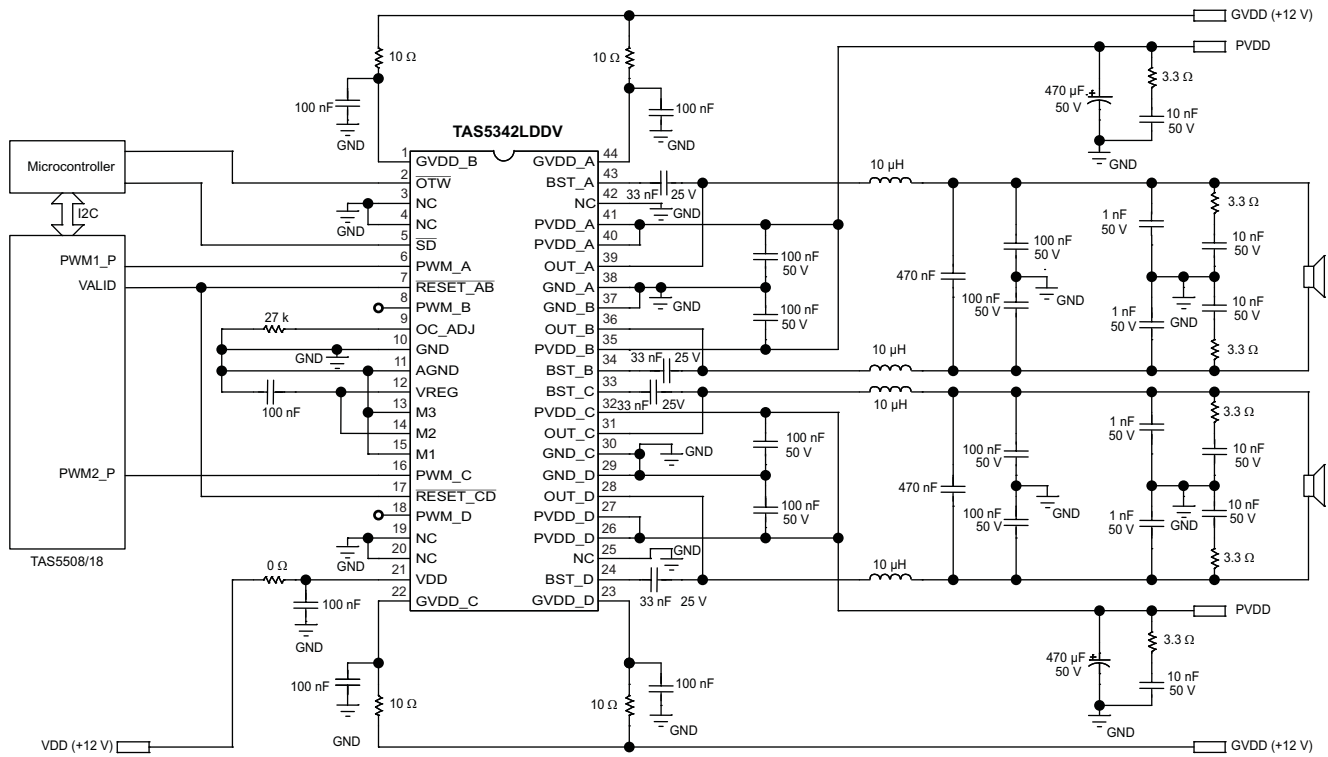 GVDD (+12 V)
PVDD
10 Ω
10 Ω
3.3 Ω
470 µF
50 V
10 nF
50 V
100 nF
GND
100 nF
GND
GND
TAS5342LDDV
Microcontroller
I2C
PWM1_P
VALID
PWM2_P
TAS5508/18
1
GVDD_B
2
OTW
3
NC
4
NC
5
SD
6
PWM_A
7
RESET_AB
8
PWM_B
9
OC_ADJ
10
GND
11
AGND
12
VREG
13
M3
14
M2
15
M1
16
PWM_C
17
RESET_CD
18
PWM_D
19
NC
20
NC
21
VDD
22
GVDD_C
44
GVDD_A
43
BST_A
42
NC
41
PVDD_A
40
PVDD_A
39
OUT_A
38
GND_A
37
GND_B
36
OUT_B
35
PVDD_B
34
BST_B
33
BST_C
32
PVDD_C
31
OUT_C
30
GND_C
29
GND_D
28
OUT_D
27
PVDD_D
26
PVDD_D
25
NC
24
BST_D
23
GVDD_D
GND
27 k
GND
100 nF
GND
0 Ω
100 nF
GND
33 nF 25 V
GND
100 nF
50 V
GND
100 nF
50 V
33 nF 25 V
33 nF 25V
100 nF
50 V
GND
100 nF
50 V
GND
33 nF 25 V
10 µH
470 nF
100 nF
50 V
GND
100 nF
50 V
1 nF
50 V
3.3 Ω
10 nF
50 V
GND
1 nF
50 V
10 nF
50 V
3.3 Ω
10 µH
10 µH
470 nF
100 nF
50 V
GND
100 nF
50 V
1 nF
50 V
3.3 Ω
10 nF
50 V
GND
1 nF
50 V
10 nF
50 V
3.3 Ω
10 µH
PVDD
3.3 Ω
470 µF
50 V
10 nF
50 V
GND
100 nF
10 Ω
GND
10 Ω
100 nF
GND
VDD (+12 V)
GVDD (+12 V)